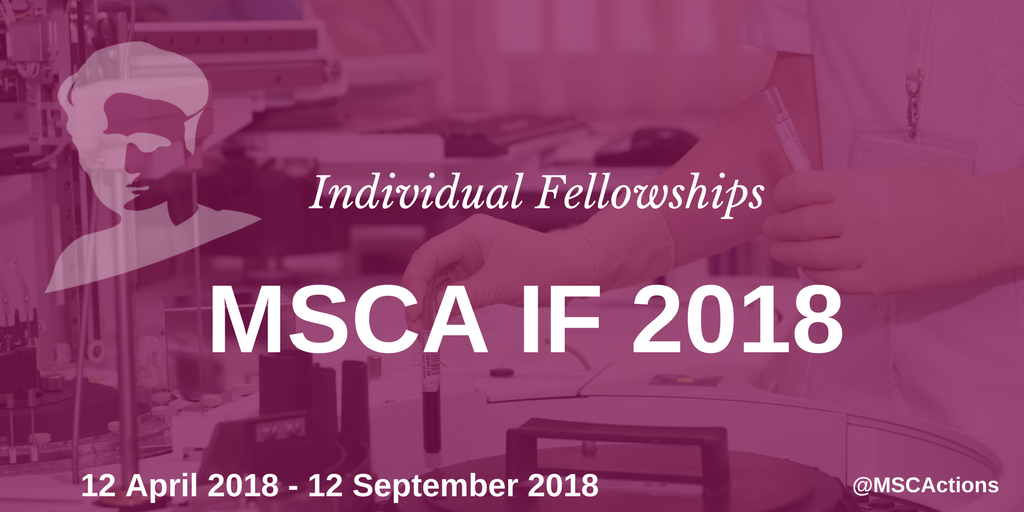 Individual Fellowships
MSCA IF 2018
12 April 2018 - 12 September 2018
@MSCActions